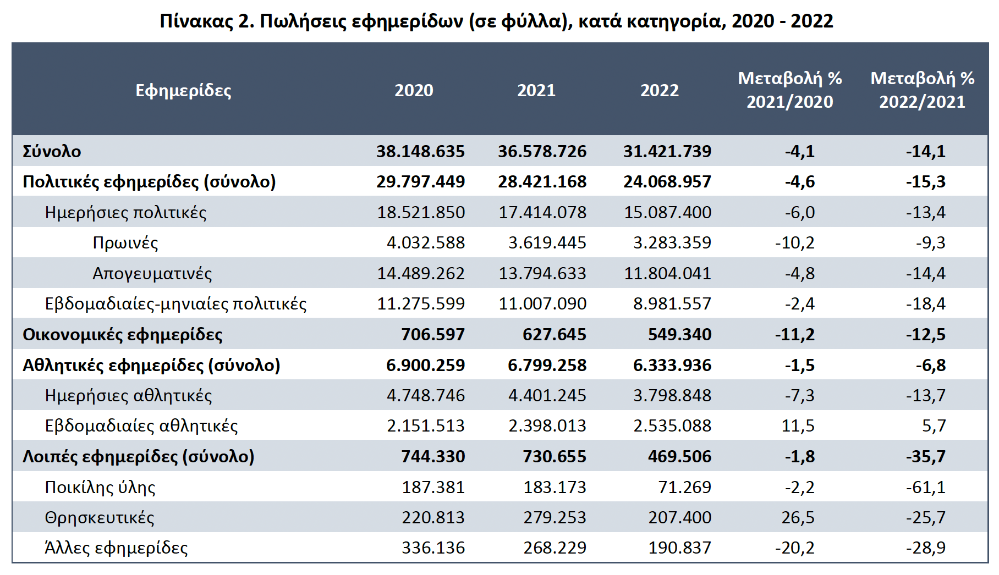 Πίνακας 2. Πωλήσεις εφημερίδων (σε φύλλα), κατά κατηγορία, 2020 - 2022
Εφημερίδες 2020 2021 2022 Μεταβολή % 2021/2020 Μεταβολή % 2022/2021
Σύνολο 38.148.635 36.578.726 31.421.739 -4,1 -14,1
Πολιτικές εφημερίδες (σύνολο) 29.797.449 28.421.168 24.068.957 -4,6 -15,3
Ημερήσιες πολιτικές 18.521.850 17.414.078 15.087.400 -6,0 -13,4
Πρωινές 4.032.588 3.619.445 3.283.359 -10,2 -9,3
Απογευματινές 14.489.262 13.794.633 11.804.041 -4,8 -14,4
Εβδομαδιαίες-μηνιαίες πολιτικές 11.275.599 11.007.090 8.981.557 -2,4 -18,4
Οικονομικές εφημερίδες 706.597 627.645 549.340 -11,2 -12,5
Αθλητικές εφημερίδες (σύνολο) 6.900.259 6.799.258 6.333.936 -1,5 -6,8
Ημερήσιες αθλητικές 4.748.746 4.401.245 3.798.848 -7,3 -13,7
Εβδομαδιαίες αθλητικές 2.151.513 2.398.013 2.535.088 11,5 5,7
Λοιπές εφημερίδες (σύνολο) 744.330 730.655 469.506 -1,8 -35,7
Ποικίλης ύλης 187.381 183.173 71.269 -2,2 -61,1
Θρησκευτικές 220.813 279.253 207.400 26,5 -25,7
Άλλες εφημερίδες 336.136 268.229 190.837 -20,2 -28,9